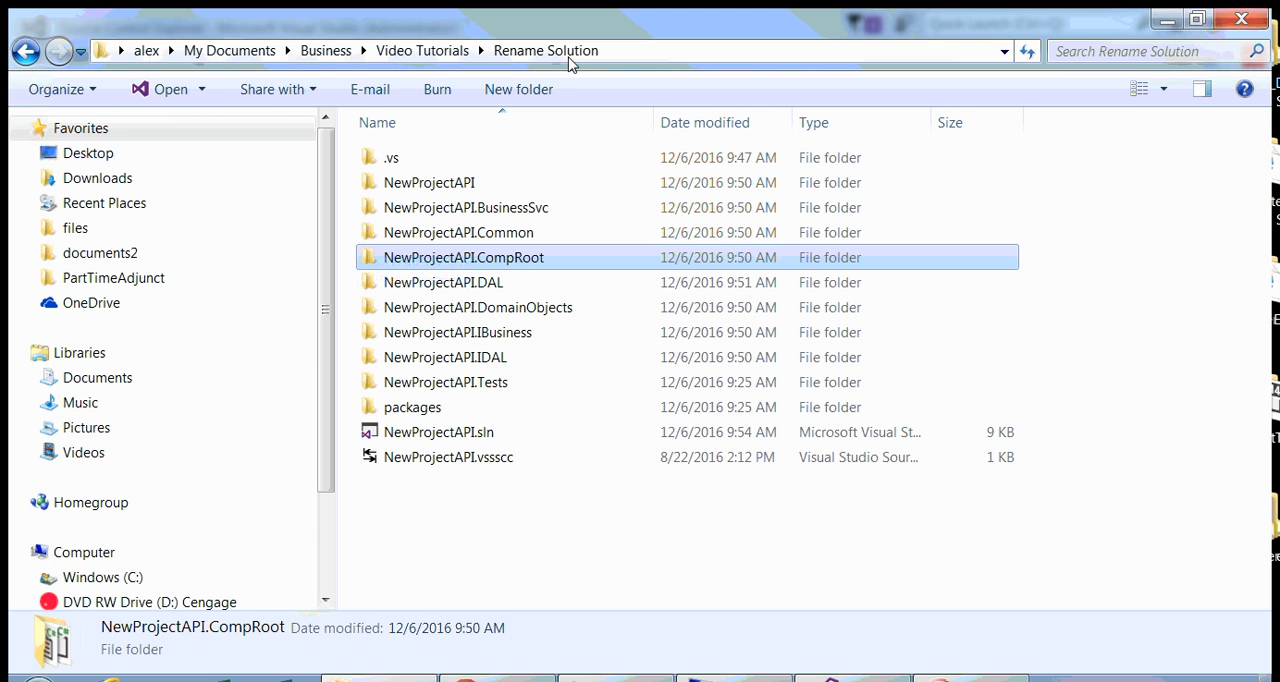 alex My Documents Business Video Tutorials Rename Solution Search Rename Solution
Organize Open Share with E-mail Burn New folder
Name Date modified Type Size
Favorites
Desktop
Downloads
Recent Places
files
documents2
PartTimeAdjunct
OneDrive
Libraries
Documents
Music
Pictures
Videos
Homegroup
Computer
Windows (C:)
DVD RW Drive (D:) Cengage
.vs 12/6/2016 9:47 AM File folder
NewProjectAPI 12/6/2016 9:50 AM File folder
NewProjectAPI.BusinessSvc 12/6/2016 9:50 AM File folder
NewProjectAPI.Common 12/6/2016 9:50 AM File folder
NewProjectAPI.CompRoot 12/6/2016 9:50 AM File folder
NewProjectAPI.DAL 12/6/2016 9:51 AM File folder
NewProjectAPI.DomainObjects 12/6/2016 9:50 AM File folder
NewProjectAPI.IBusiness 12/6/2016 9:50 AM File folder
NewProjectAPI.IDAL 12/6/2016 9:50 AM File folder
NewProjectAPI.Tests 12/6/2016 9:25 AM File folder
packages 12/6/2016 9:25 AM File folder
NewProjectAPI.sln 12/6/2016 9:54 AM Microsoft Visual St... 9 KB
NewProjectAPI.vssscc 8/22/2016 2:12 PM Visual Studio Sour... 1 KB
NewProjectAPI.CompRoot Date modified: 12/6/2016 9:50 AM
File folder